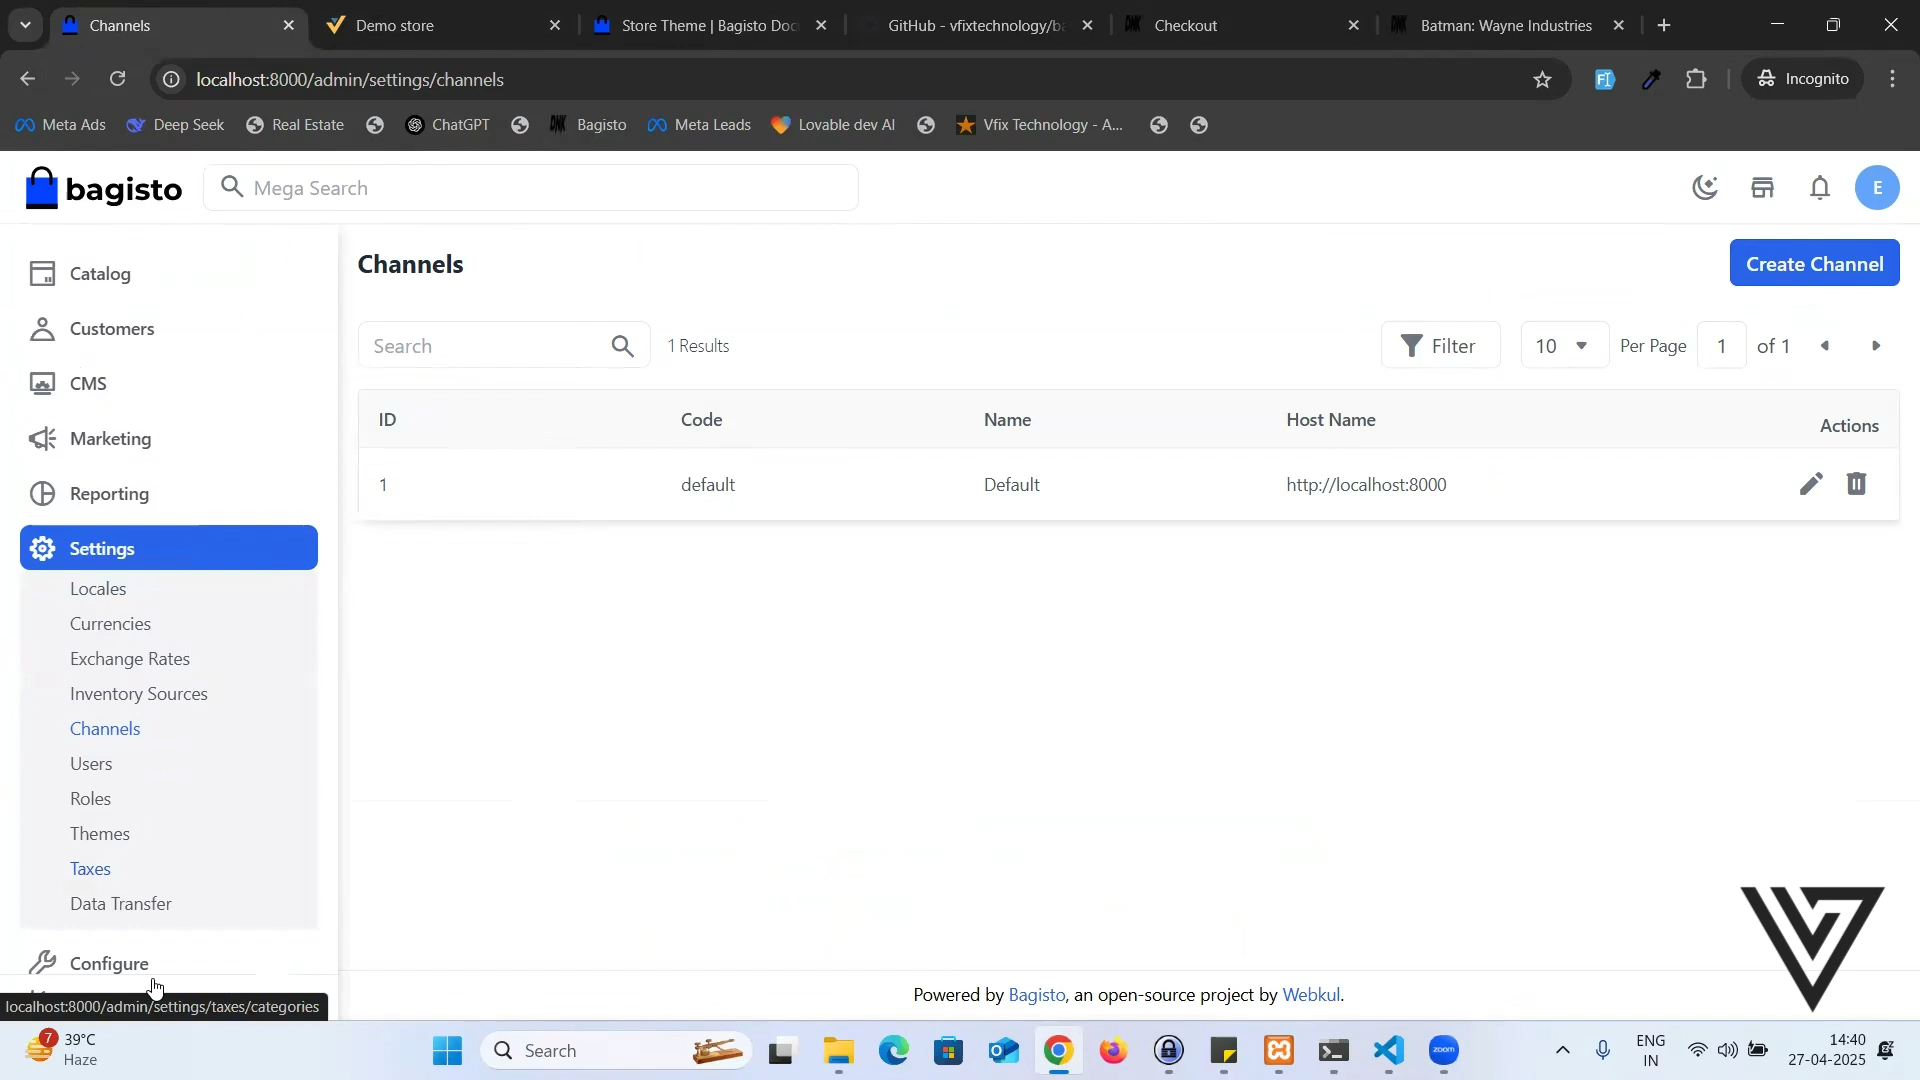 Channels
Demo store
Store Theme | Bagisto Doc
GitHub - vfixtechnology/ba
Checkout
Batman: Wayne Industries
localhost:8000/admin/settings/channels
Incognito
Meta Ads
Deep Seek
Real Estate
ChatGPT
Bagisto
Meta Leads
Lovable dev AI
Vfix Technology - A...
bagisto
Mega Search
E
Catalog
Customers
CMS
Marketing
Reporting
Settings
Locales
Currencies
Exchange Rates
Inventory Sources
Channels
Users
Roles
Themes
Taxes
Data Transfer
Configure
localhost:8000/admin/settings/taxes/categories
Channels
Create Channel
Search
1 Results
Filter
10
Per Page
1
of 1
ID Code Name Host Name Actions
1 default Default http://localhost:8000
Powered by Bagisto, an open-source project by Webkul.
7
39°C
Haze
Search
zoom
ENG
IN
14:40
27-04-2025